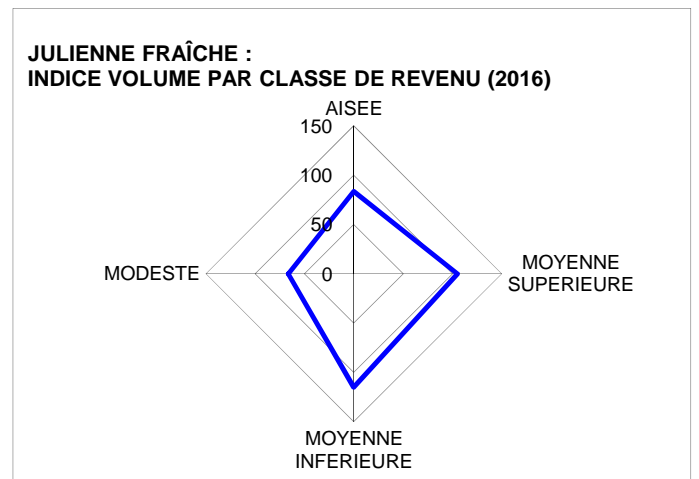 JULIENNE FRAÎCHE :
INDICE VOLUME PAR CLASSE DE REVENU (2016)
AISEE
150
100
50
0
MODESTE
MOYENNE
SUPERIEURE
MOYENNE
INFERIEURE